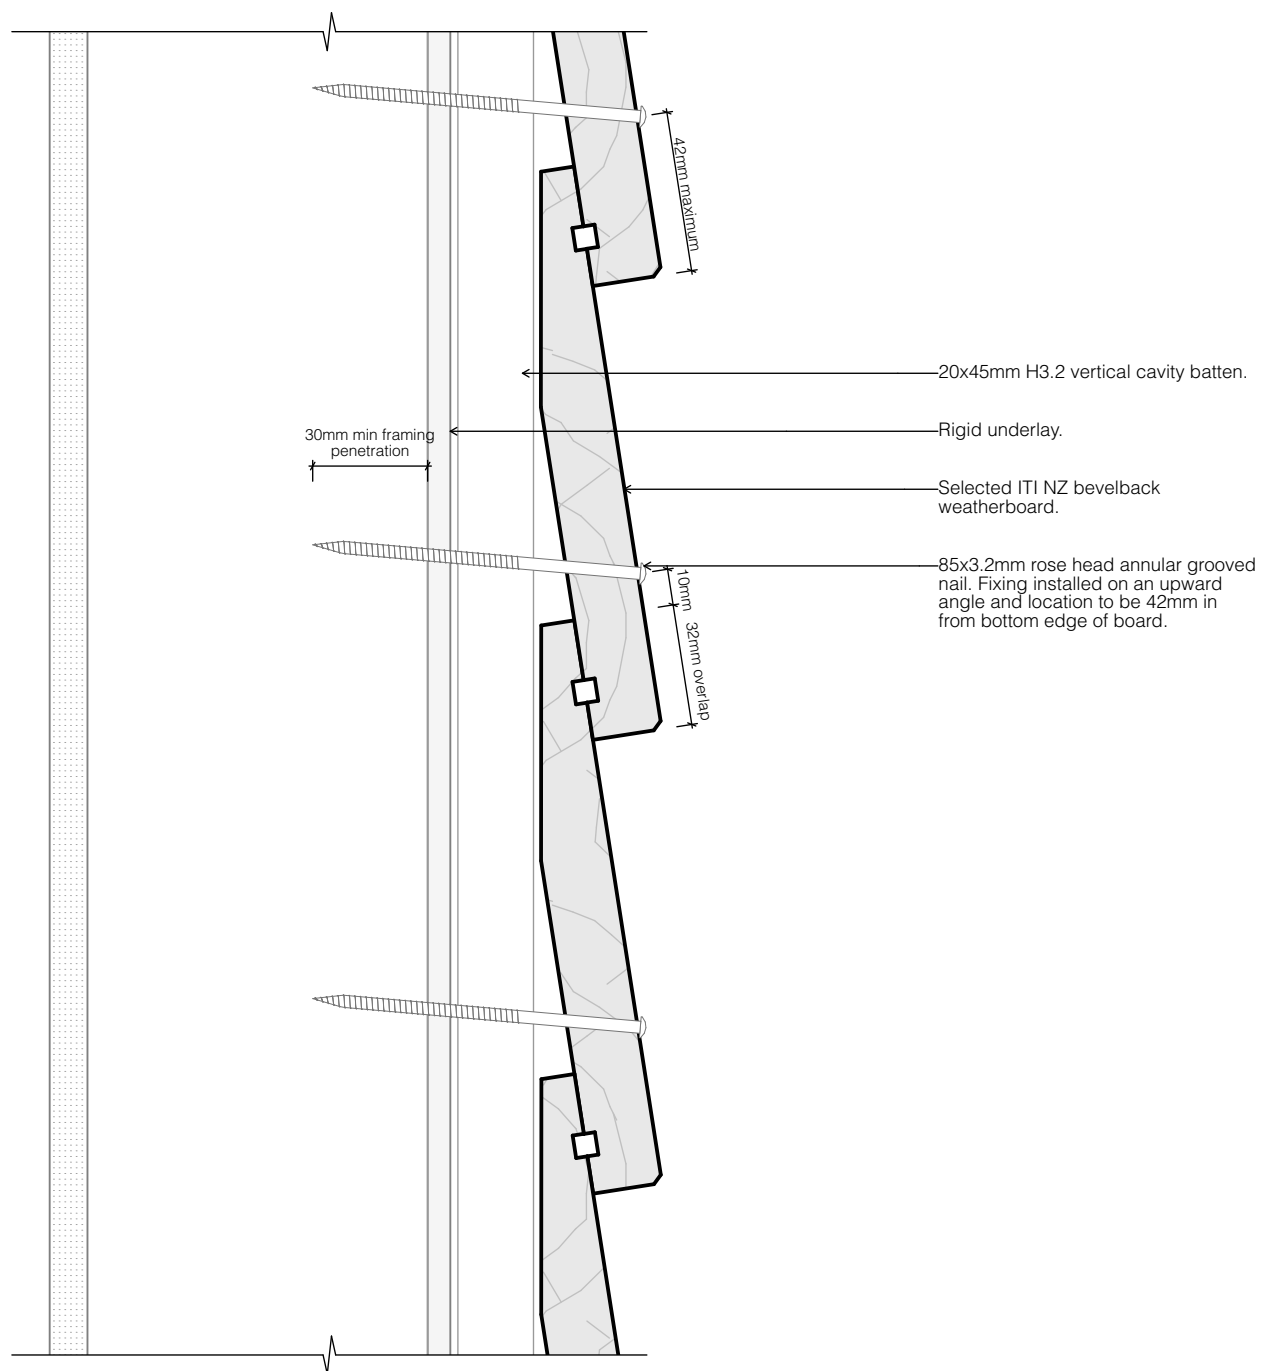 42mm maximum
20x45mm H3.2 vertical cavity batten.
30mm min framing
penetration
Rigid underlay.
Selected ITI NZ bevelback
weatherboard.
85x3.2mm rose head annular grooved
nail. Fixing installed on an upward
angle and location to be 42mm in
from bottom edge of board.
10mm
32mm overlap